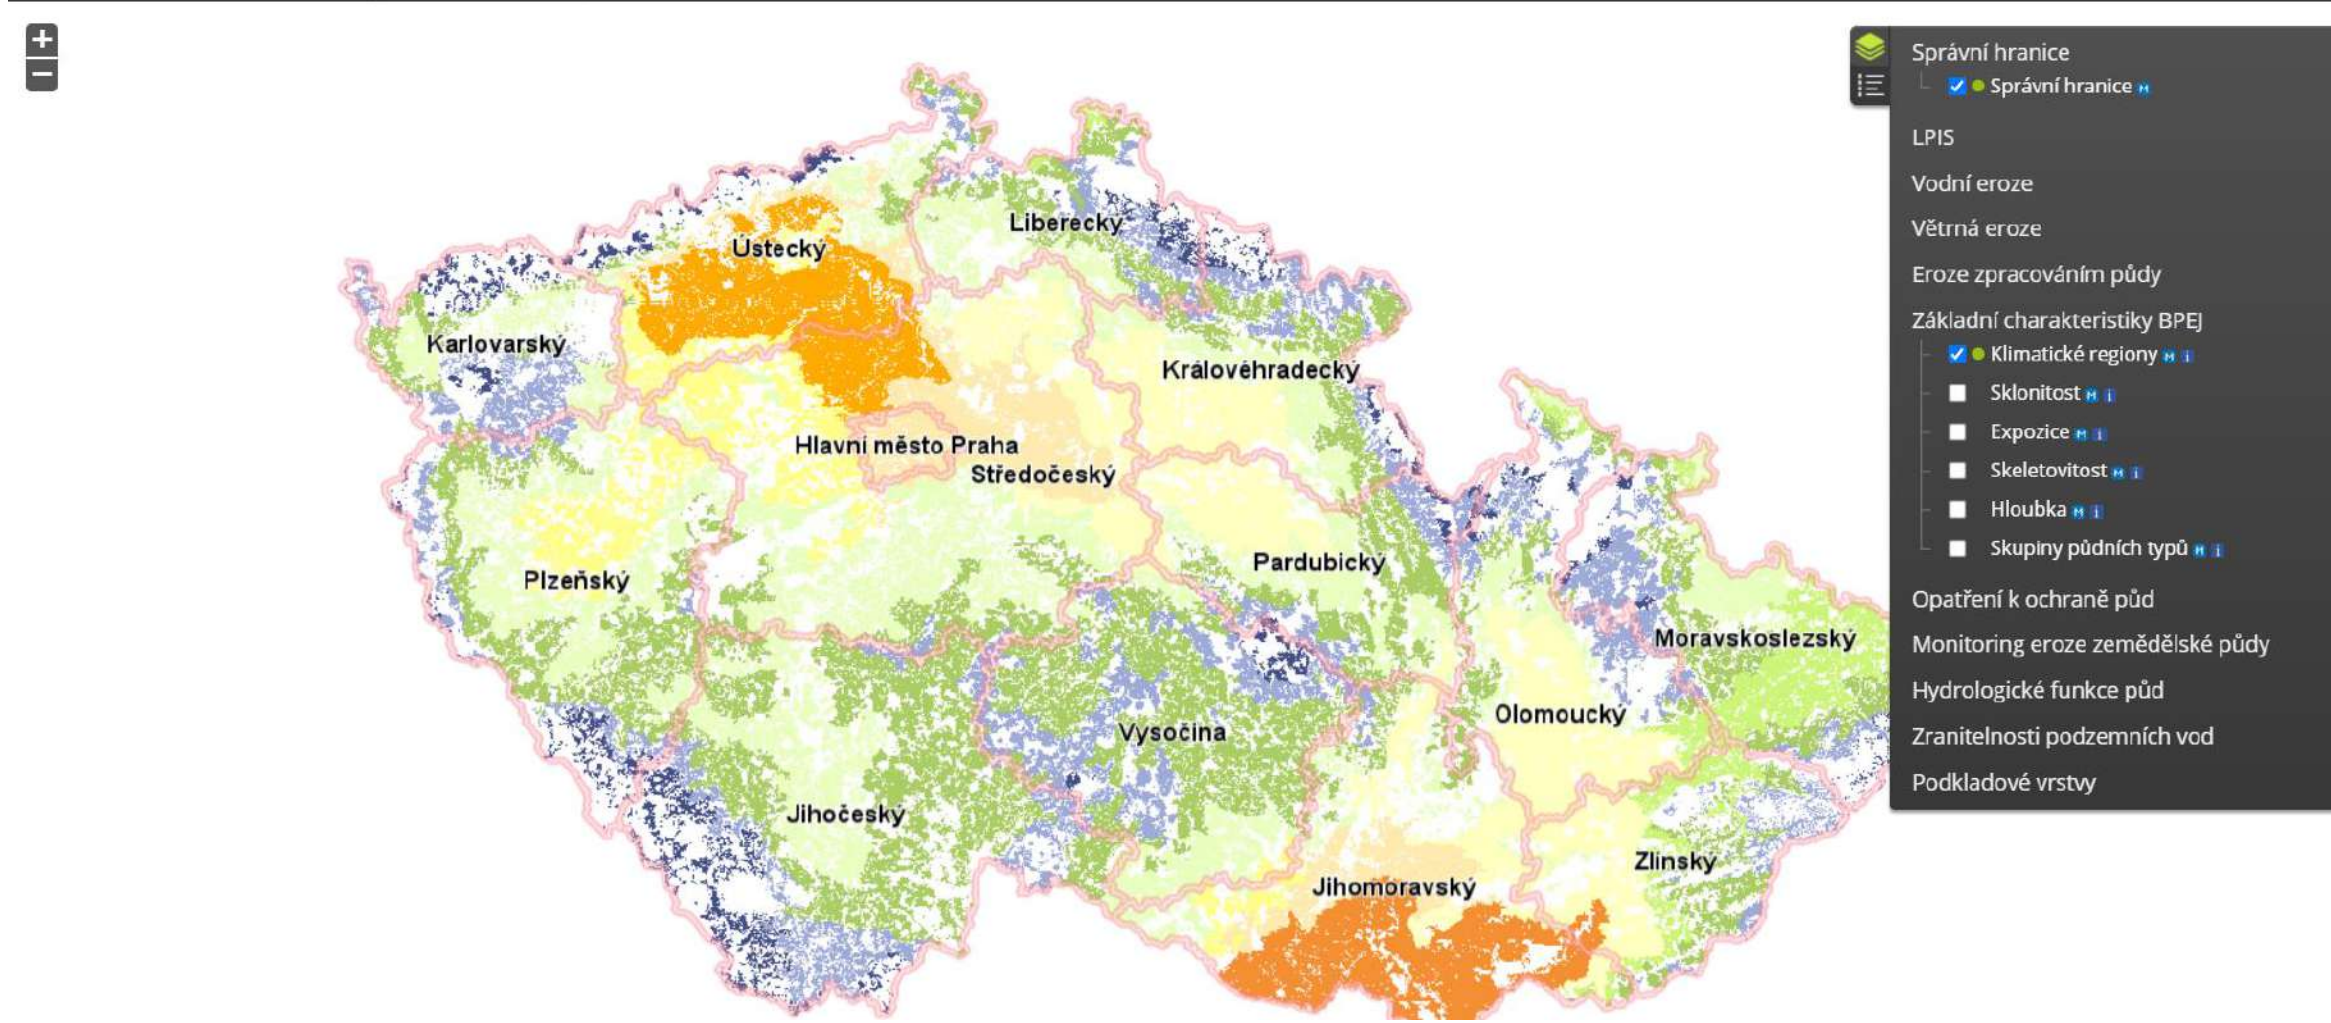 +
−
Ústecký
Liberecký
Karlovarský
Královéhradecký
Hlavní město Praha
Středočeský
Plzeňský
Pardubický
Moravskoslezský
Olomoucký
Vysočina
Jihočeský
Zlínský
Jihomoravský
Správní hranice
Správní hranice M
LPIS
Vodní eroze
Větrná eroze
Eroze zpracováním půdy
Základní charakteristiky BPEJ
Klimatické regiony M i
Sklonitost M i
Expozice M i
Skeletovitost M i
Hloubka M i
Skupiny půdních typů M i
Opatření k ochraně půd
Monitoring eroze zemědělské půdy
Hydrologické funkce půd
Zranitelnosti podzemních vod
Podkladové vrstvy